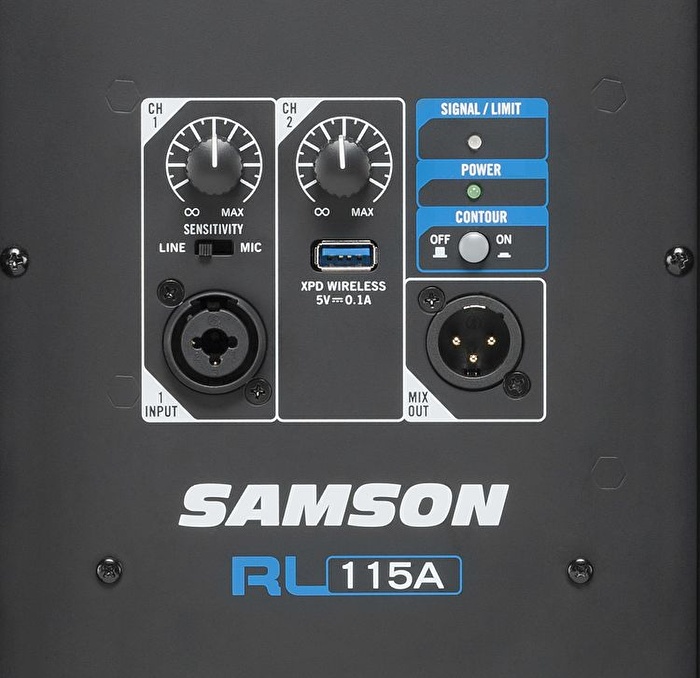 CH
1
∞ MAX
SENSITIVITY
LINE MIC
1
INPUT
CH
2
∞ MAX
XPD WIRELESS
5V⎓0.1A
SIGNAL / LIMIT
POWER
CONTOUR
OFF ON
MIX
OUT
SAMSON
RL 115A